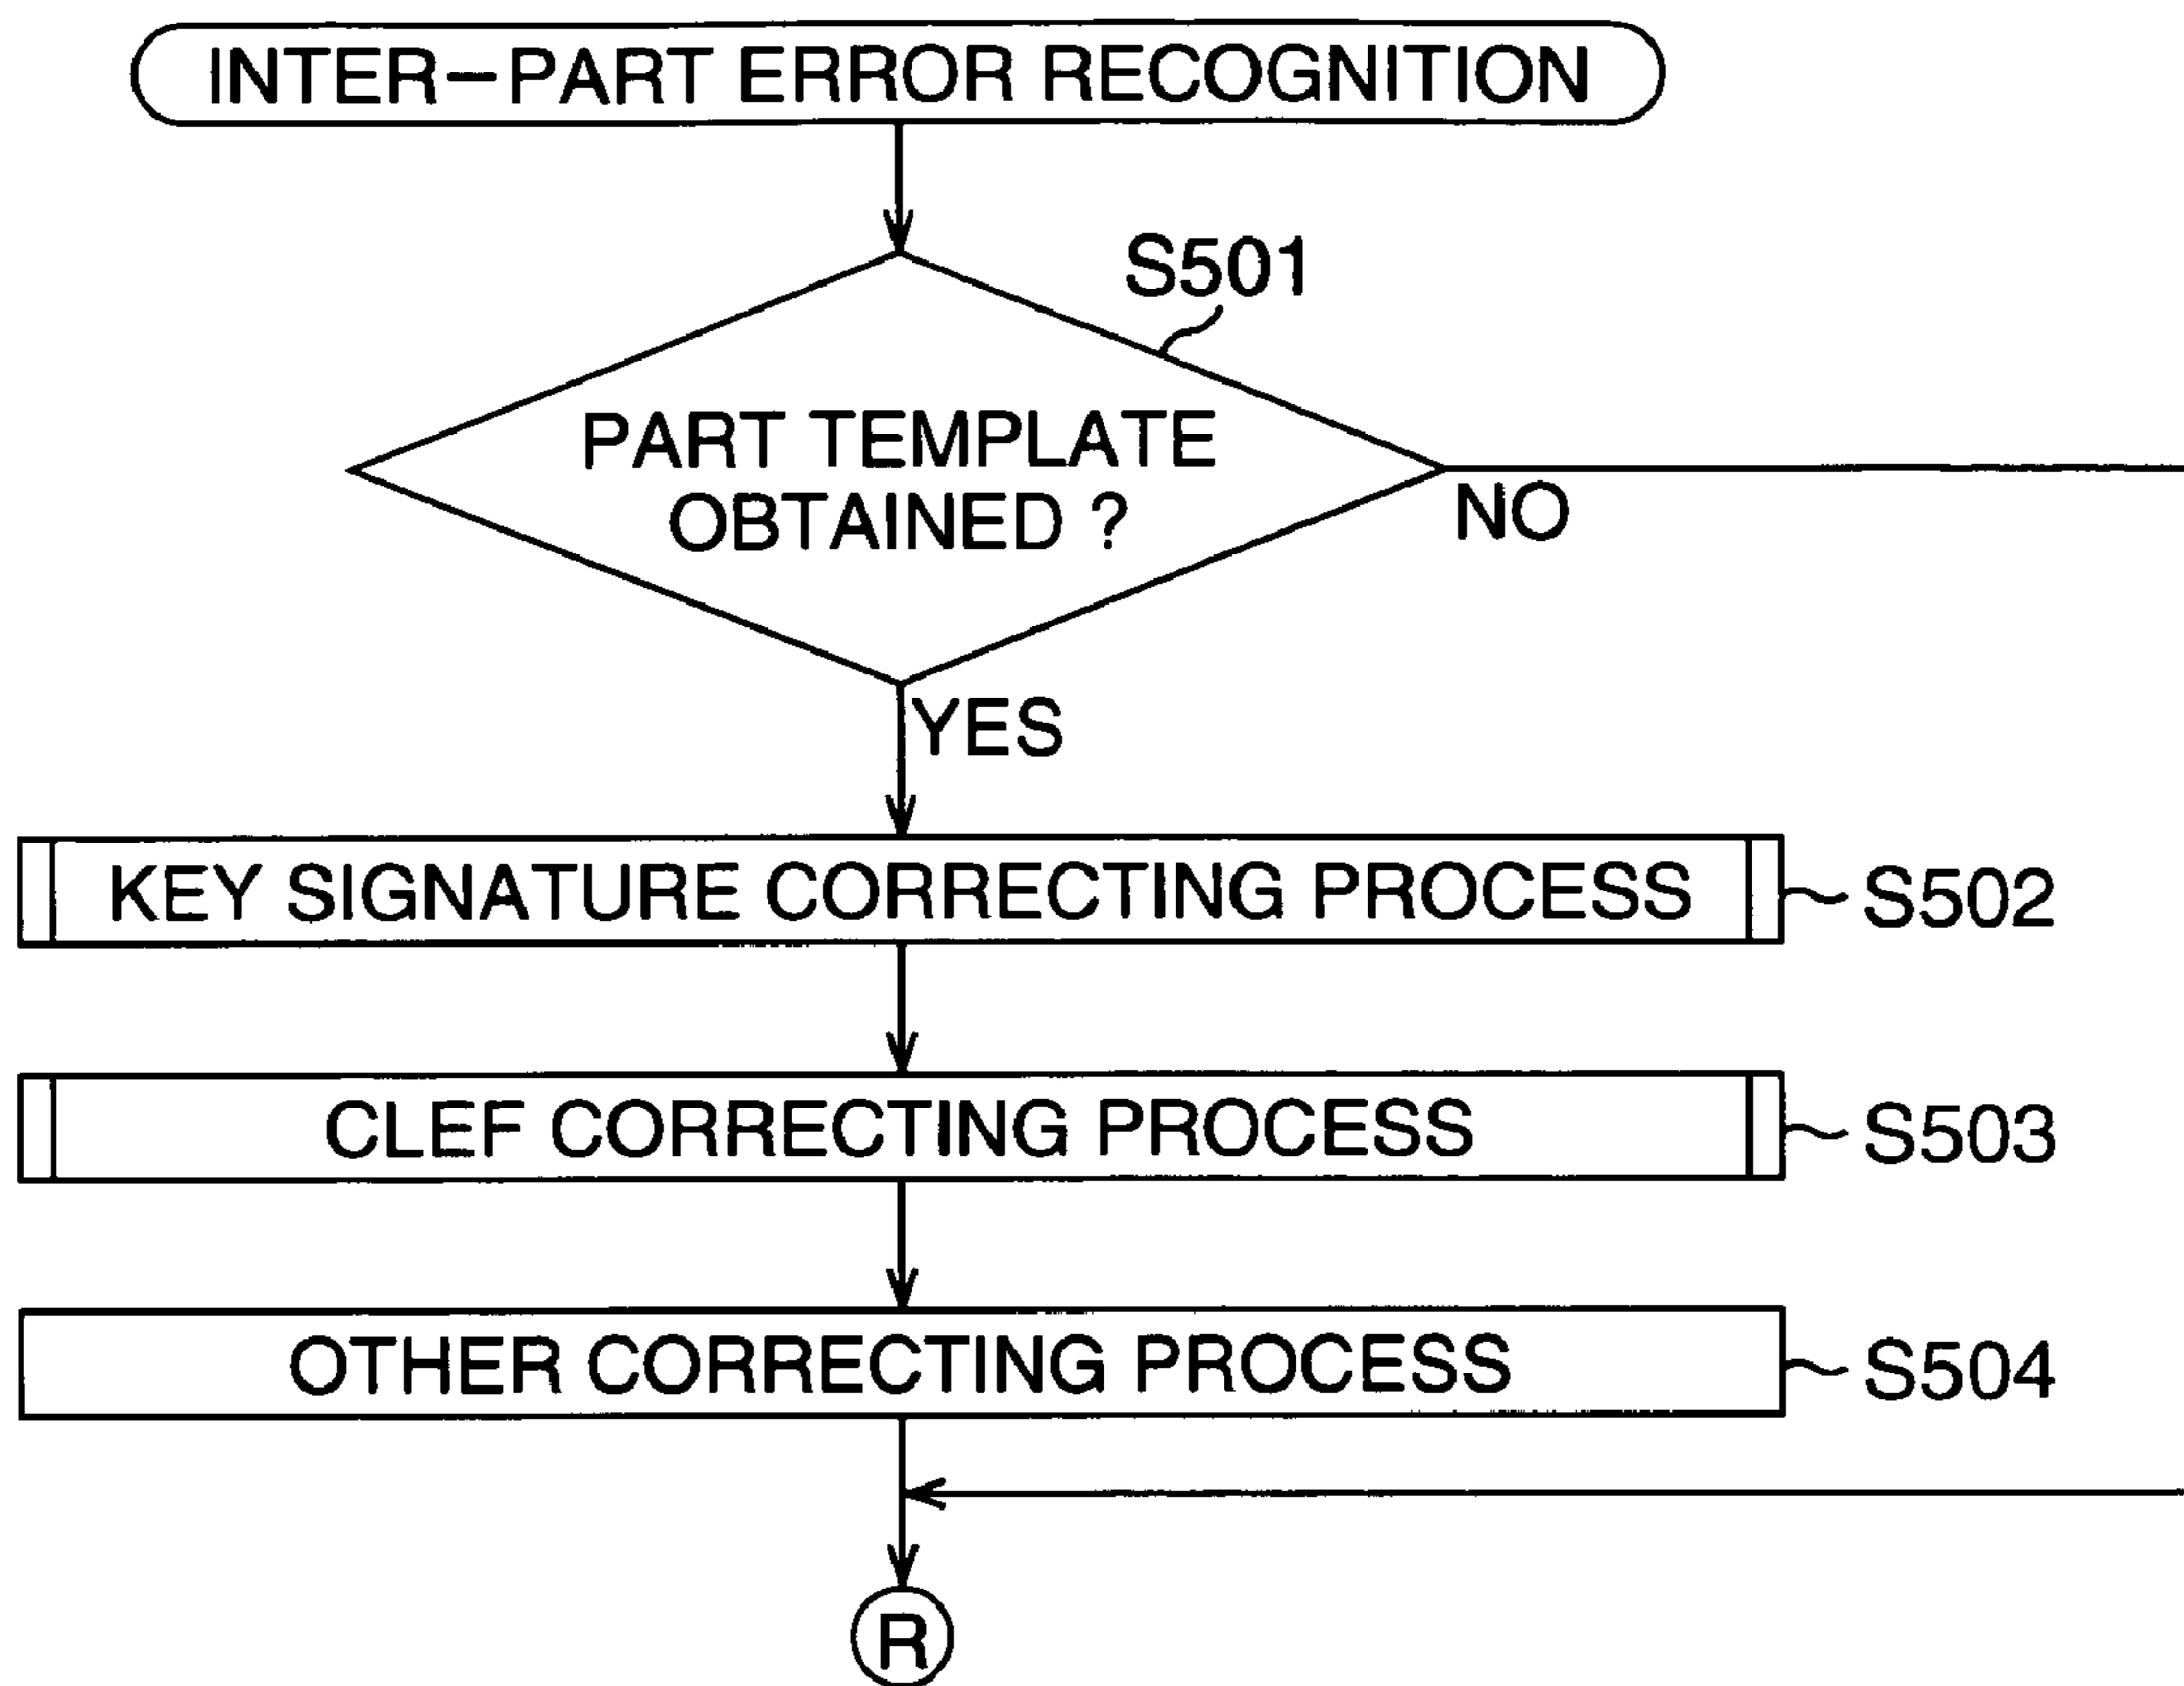 INTER-PART ERROR RECOGNITION
S501
PART TEMPLATE
OBTAINED ?
NO
YES
KEY SIGNATURE CORRECTING PROCESS
S502
CLEF CORRECTING PROCESS
S503
OTHER CORRECTING PROCESS
S504
R